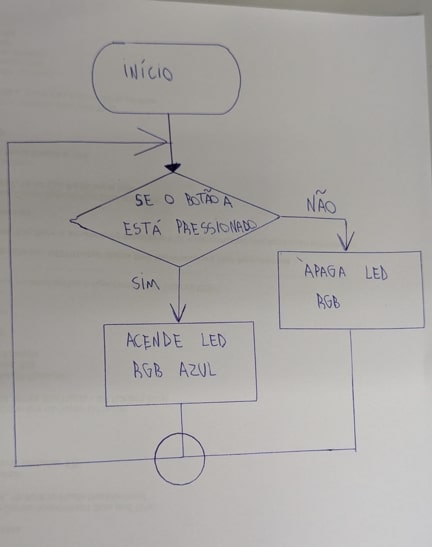 INÍCIO
SE O BOTÃO A
ESTÁ PRESSIONADO
NÃO
APAGA LED
RGB
SIM
ACENDE LED
RGB AZUL